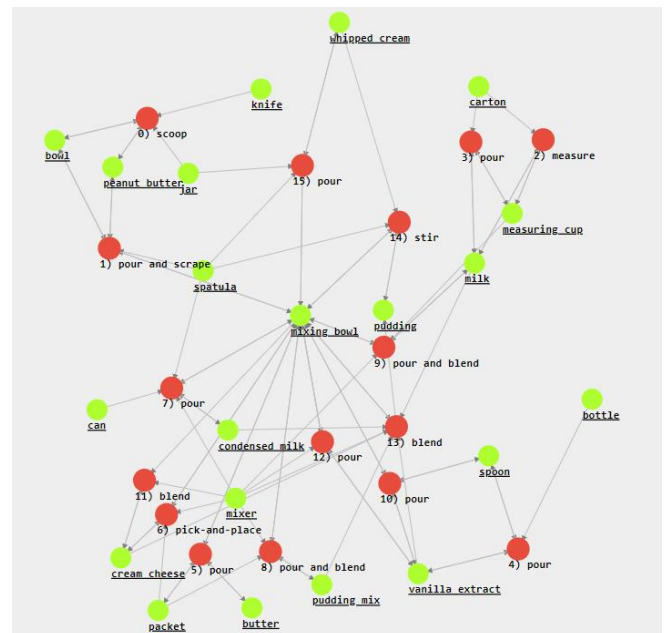 whipped cream
knife
carton
0) scoop
bowl
3) pour
2) measure
peanut butter
jar
15) pour
measuring cup
14) stir
1) pour and scrape
spatula
milk
mixing bowl
pudding
9) pour and blend
7) pour
can
bottle
condensed milk
13) blend
12) pour
spoon
11) blend
10) pour
mixer
6) pick-and-place
cream cheese
5) pour
8) pour and blend
4) pour
vanilla extract
pudding mix
packet
butter